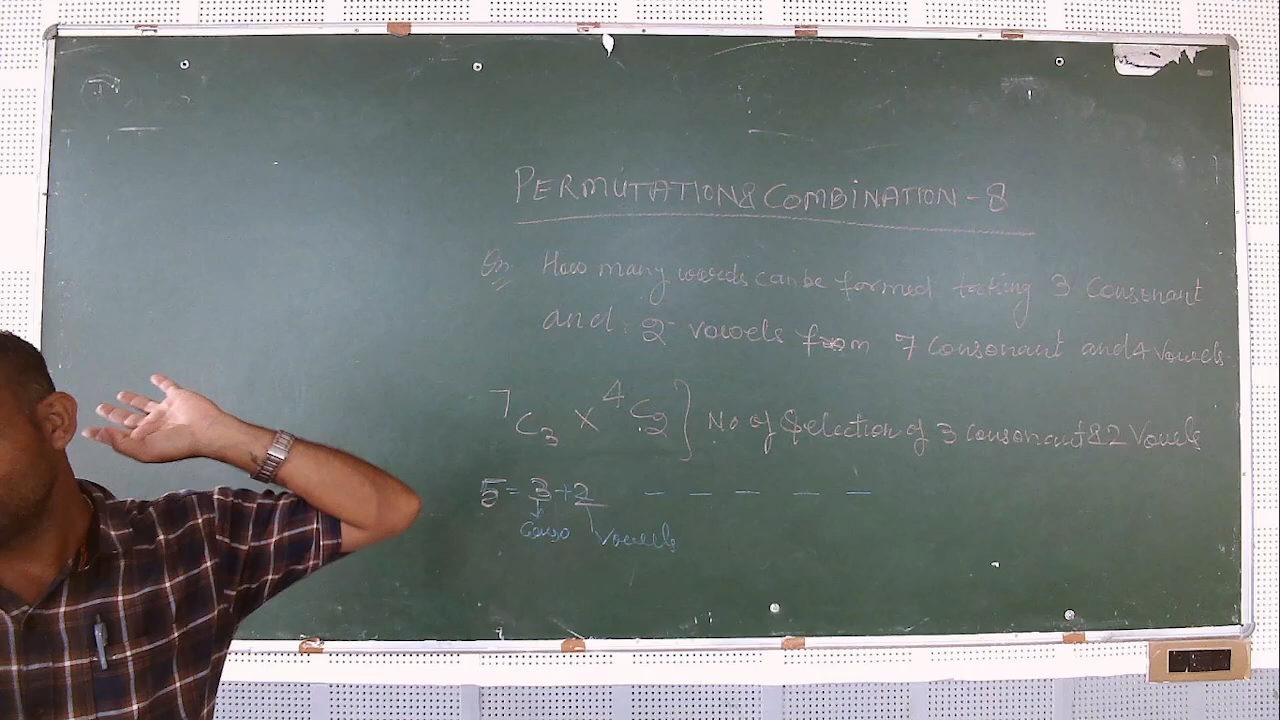 PERMUTATION & COMBINATION - 8
Qn. How many words can be formed taking 3 Consonant
and 2 vowels from 7 consonant and 4 Vowels.
⁷C₃ X ⁴C₂ ] No of Selection of 3 consonant & 2 Vowels
5 = 3 + 2 — — — — —
Conso Vowels